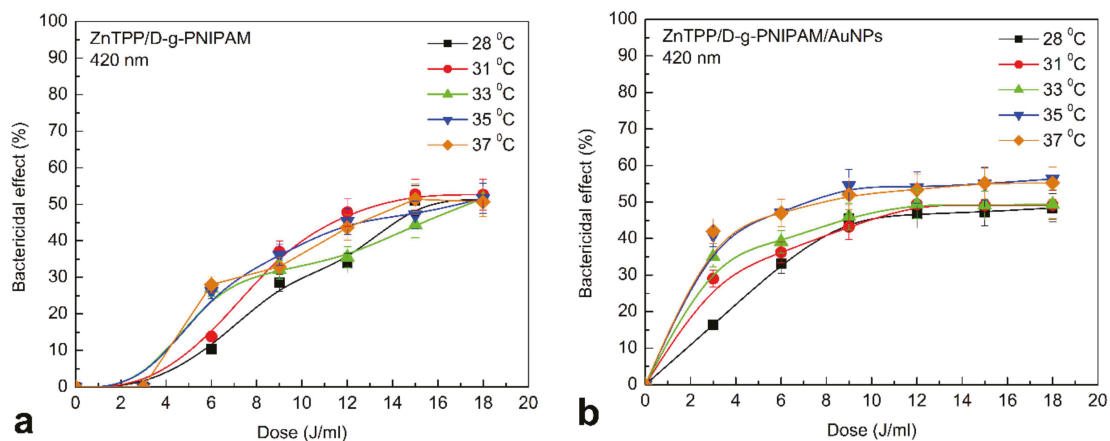 ZnTPP/D-g-PNIPAM
420 nm
28 ⁰C
31 ⁰C
33 ⁰C
35 ⁰C
37 ⁰C
Bactericidal effect (%)
100
90
80
70
60
50
40
30
20
10
0
0 2 4 6 8 10 12 14 16 18 20
Dose (J/ml)
a
ZnTPP/D-g-PNIPAM/AuNPs
420 nm
28 ⁰C
31 ⁰C
33 ⁰C
35 ⁰C
37 ⁰C
Bactericidal effect (%)
100
90
80
70
60
50
40
30
20
10
0
0 2 4 6 8 10 12 14 16 18 20
Dose (J/ml)
b